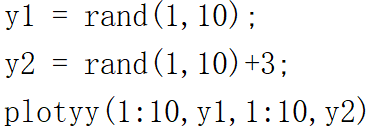 y1 = rand(1,10);
y2 = rand(1,10)+3;
plotyy(1:10,y1,1:10,y2)